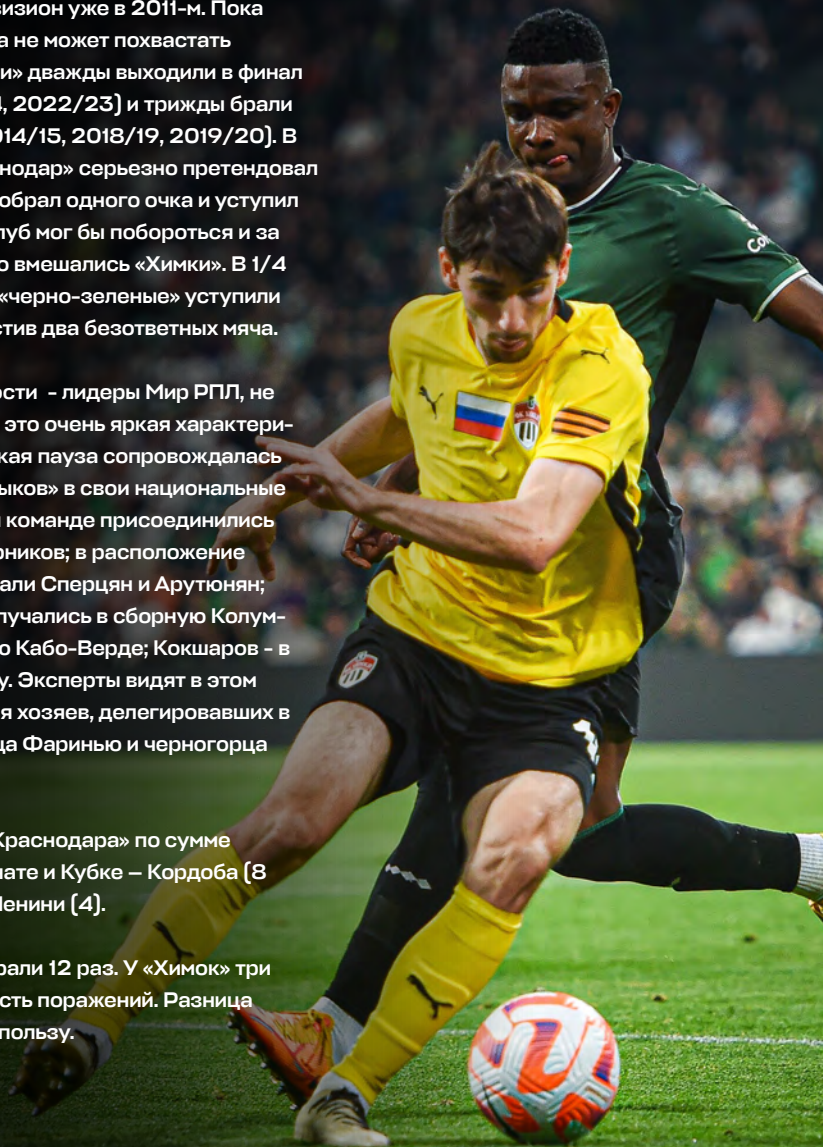 визион уже в 2011-м. Пока
а не может похвастать
и» дважды выходили в финал
, 2022/23) и трижды брали
014/15, 2018/19, 2019/20). В
нодар» серьезно претендовал
обрал одного очка и уступил
луб мог бы побороться и за
о вмешались «Химки». В 1/4
«черно-зеленые» уступили
стив два безответных мяча.
ости - лидеры Мир РПЛ, не
это очень яркая характери-
кая пауза сопровождалась
ыков» в свои национальные
команде присоединились
рников; в расположение
али Сперцян и Арутюнян;
лучались в сборную Колум-
о Кабо-Верде; Кокшаров - в
у. Эксперты видят в этом
я хозяев, делегировавших в
ца Фаринью и черногорца
Краснодара» по сумме
нате и Кубке – Кордоба (8
Ленини (4).
рали 12 раз. У «Химок» три
сть поражений. Разница
пользу.